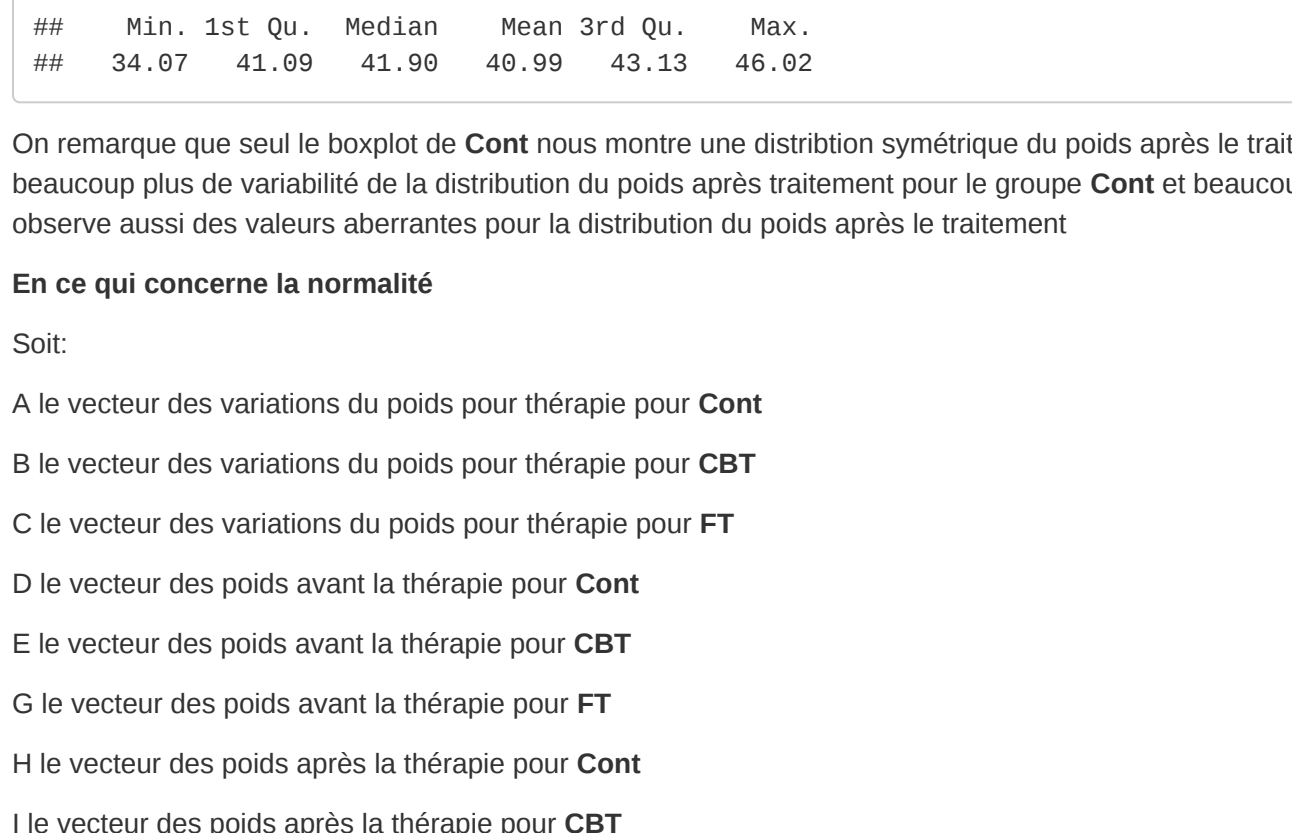 ## Min. 1st Qu. Median Mean 3rd Qu. Max.
## 34.07 41.09 41.90 40.99 43.13 46.02
On remarque que seul le boxplot de Cont nous montre une distribtion symétrique du poids après le trait
beaucoup plus de variabilité de la distribution du poids après traitement pour le groupe Cont et beaucou
observe aussi des valeurs aberrantes pour la distribution du poids après le traitement
En ce qui concerne la normalité
Soit:
A le vecteur des variations du poids pour thérapie pour Cont
B le vecteur des variations du poids pour thérapie pour CBT
C le vecteur des variations du poids pour thérapie pour FT
D le vecteur des poids avant la thérapie pour Cont
E le vecteur des poids avant la thérapie pour CBT
G le vecteur des poids avant la thérapie pour FT
H le vecteur des poids après la thérapie pour Cont
I le vecteur des poids après la thérapie pour CBT